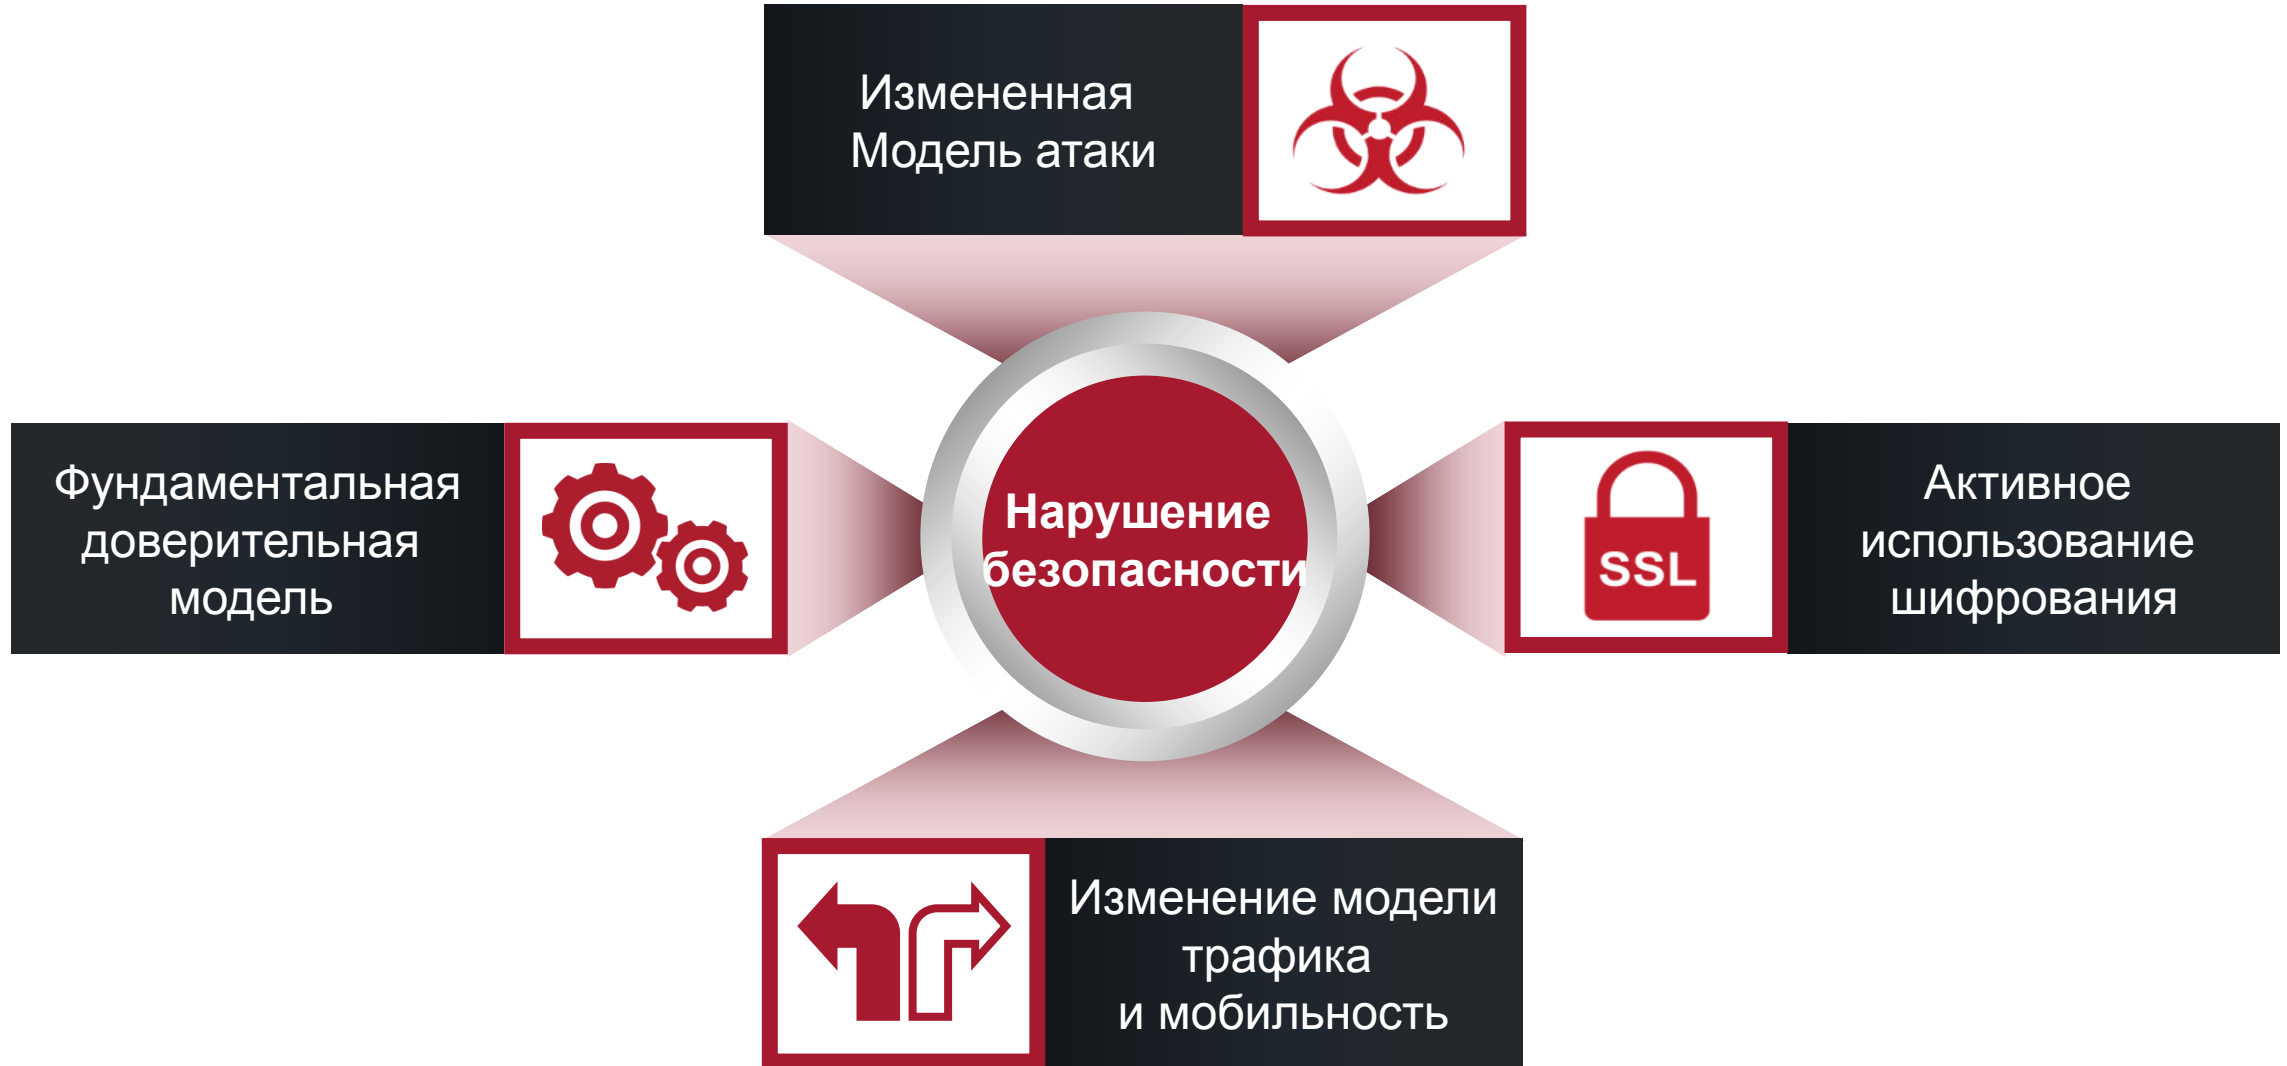 Измененная
Модель атаки
Фундаментальная
доверительная
модель
Нарушение
безопасности
SSL
Активное
использование
шифрования
Изменение модели
трафика
и мобильность